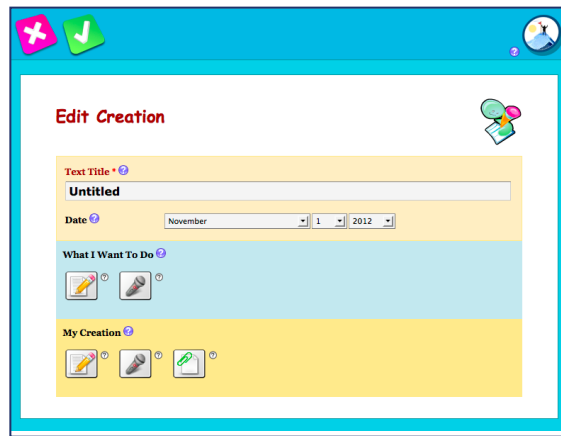 Edit Creation
Text Title * ?
Untitled
Date ? November 1 2012
What I Want To Do ?
? ?
My Creation ?
? ? ?